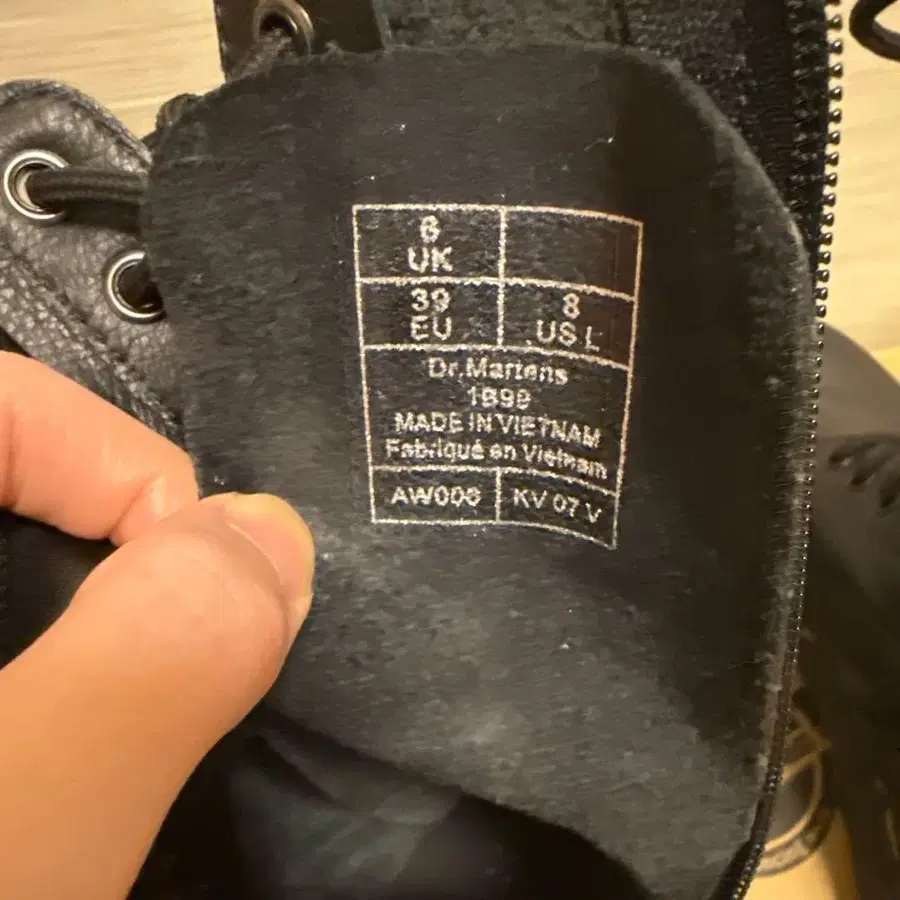 6
UK
39
EU
8
US L
Dr.Martens
1B99
MADE IN VIETNAM
Fabriqué en Vietnam
AW006
KV 07 V